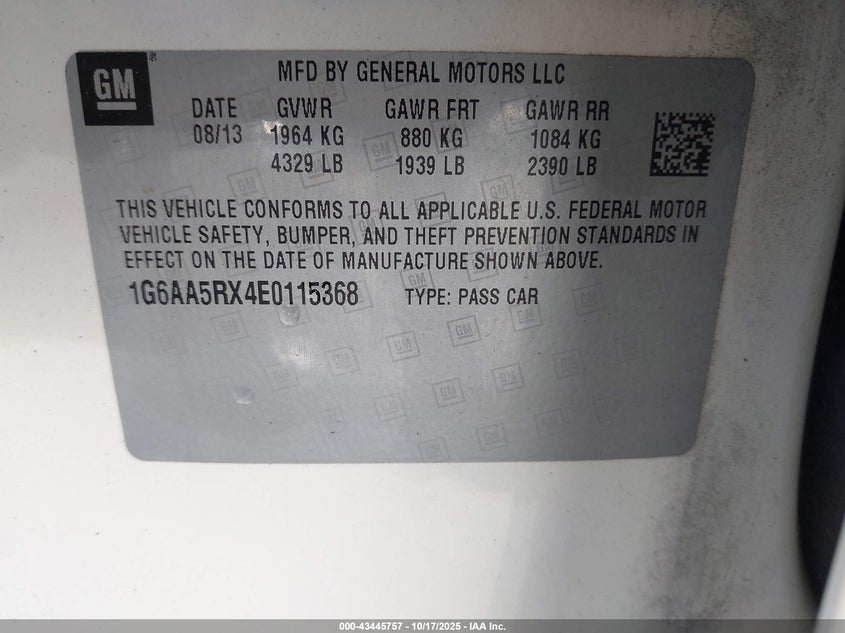 GM®
MFD BY GENERAL MOTORS LLC
DATE GVWR GAWR FRT GAWR RR
08/13 1964 KG 880 KG 1084 KG
4329 LB 1939 LB 2390 LB
THIS VEHICLE CONFORMS TO ALL APPLICABLE U.S. FEDERAL MOTOR
VEHICLE SAFETY, BUMPER, AND THEFT PREVENTION STANDARDS IN
EFFECT ON THE DATE OF MANUFACTURE SHOWN ABOVE.
1G6AA5RX4E0115368 TYPE: PASS CAR
000-43445757 - 10/17/2025 - IAA Inc.